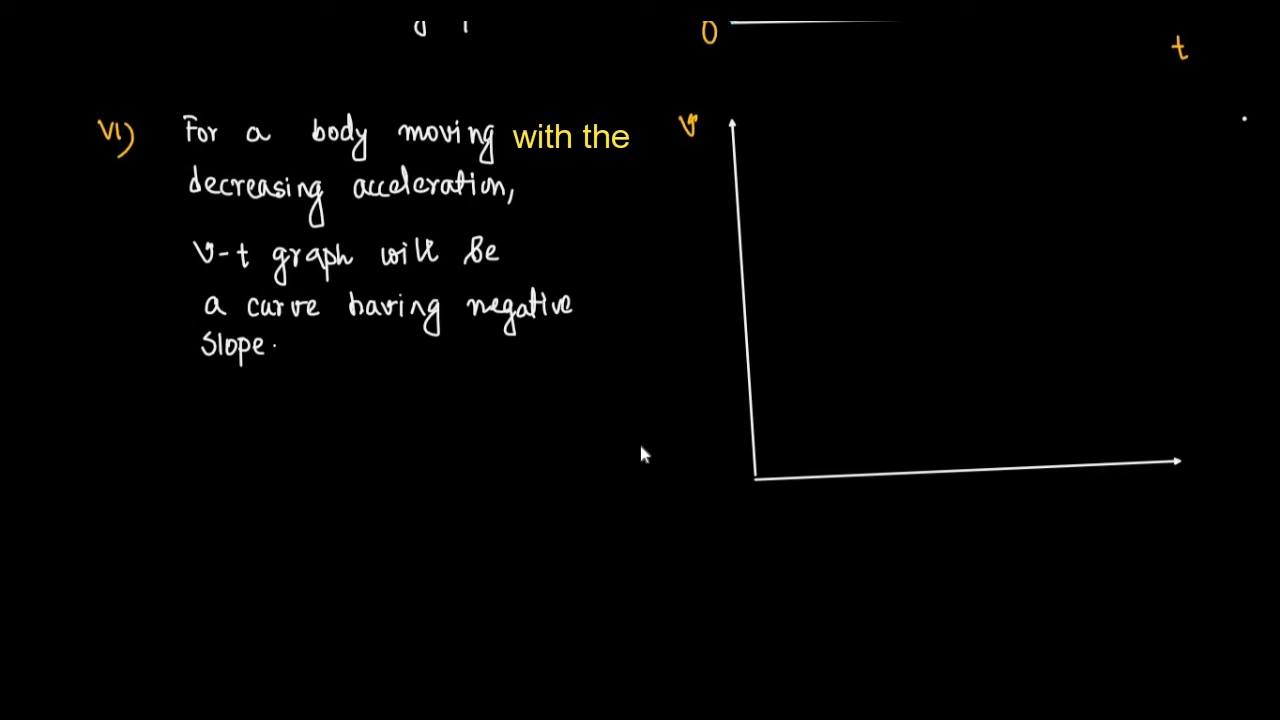 0
t
VI) For a body moving with the
decreasing acceleration,
v-t graph will be
a curve having negative
slope.
v